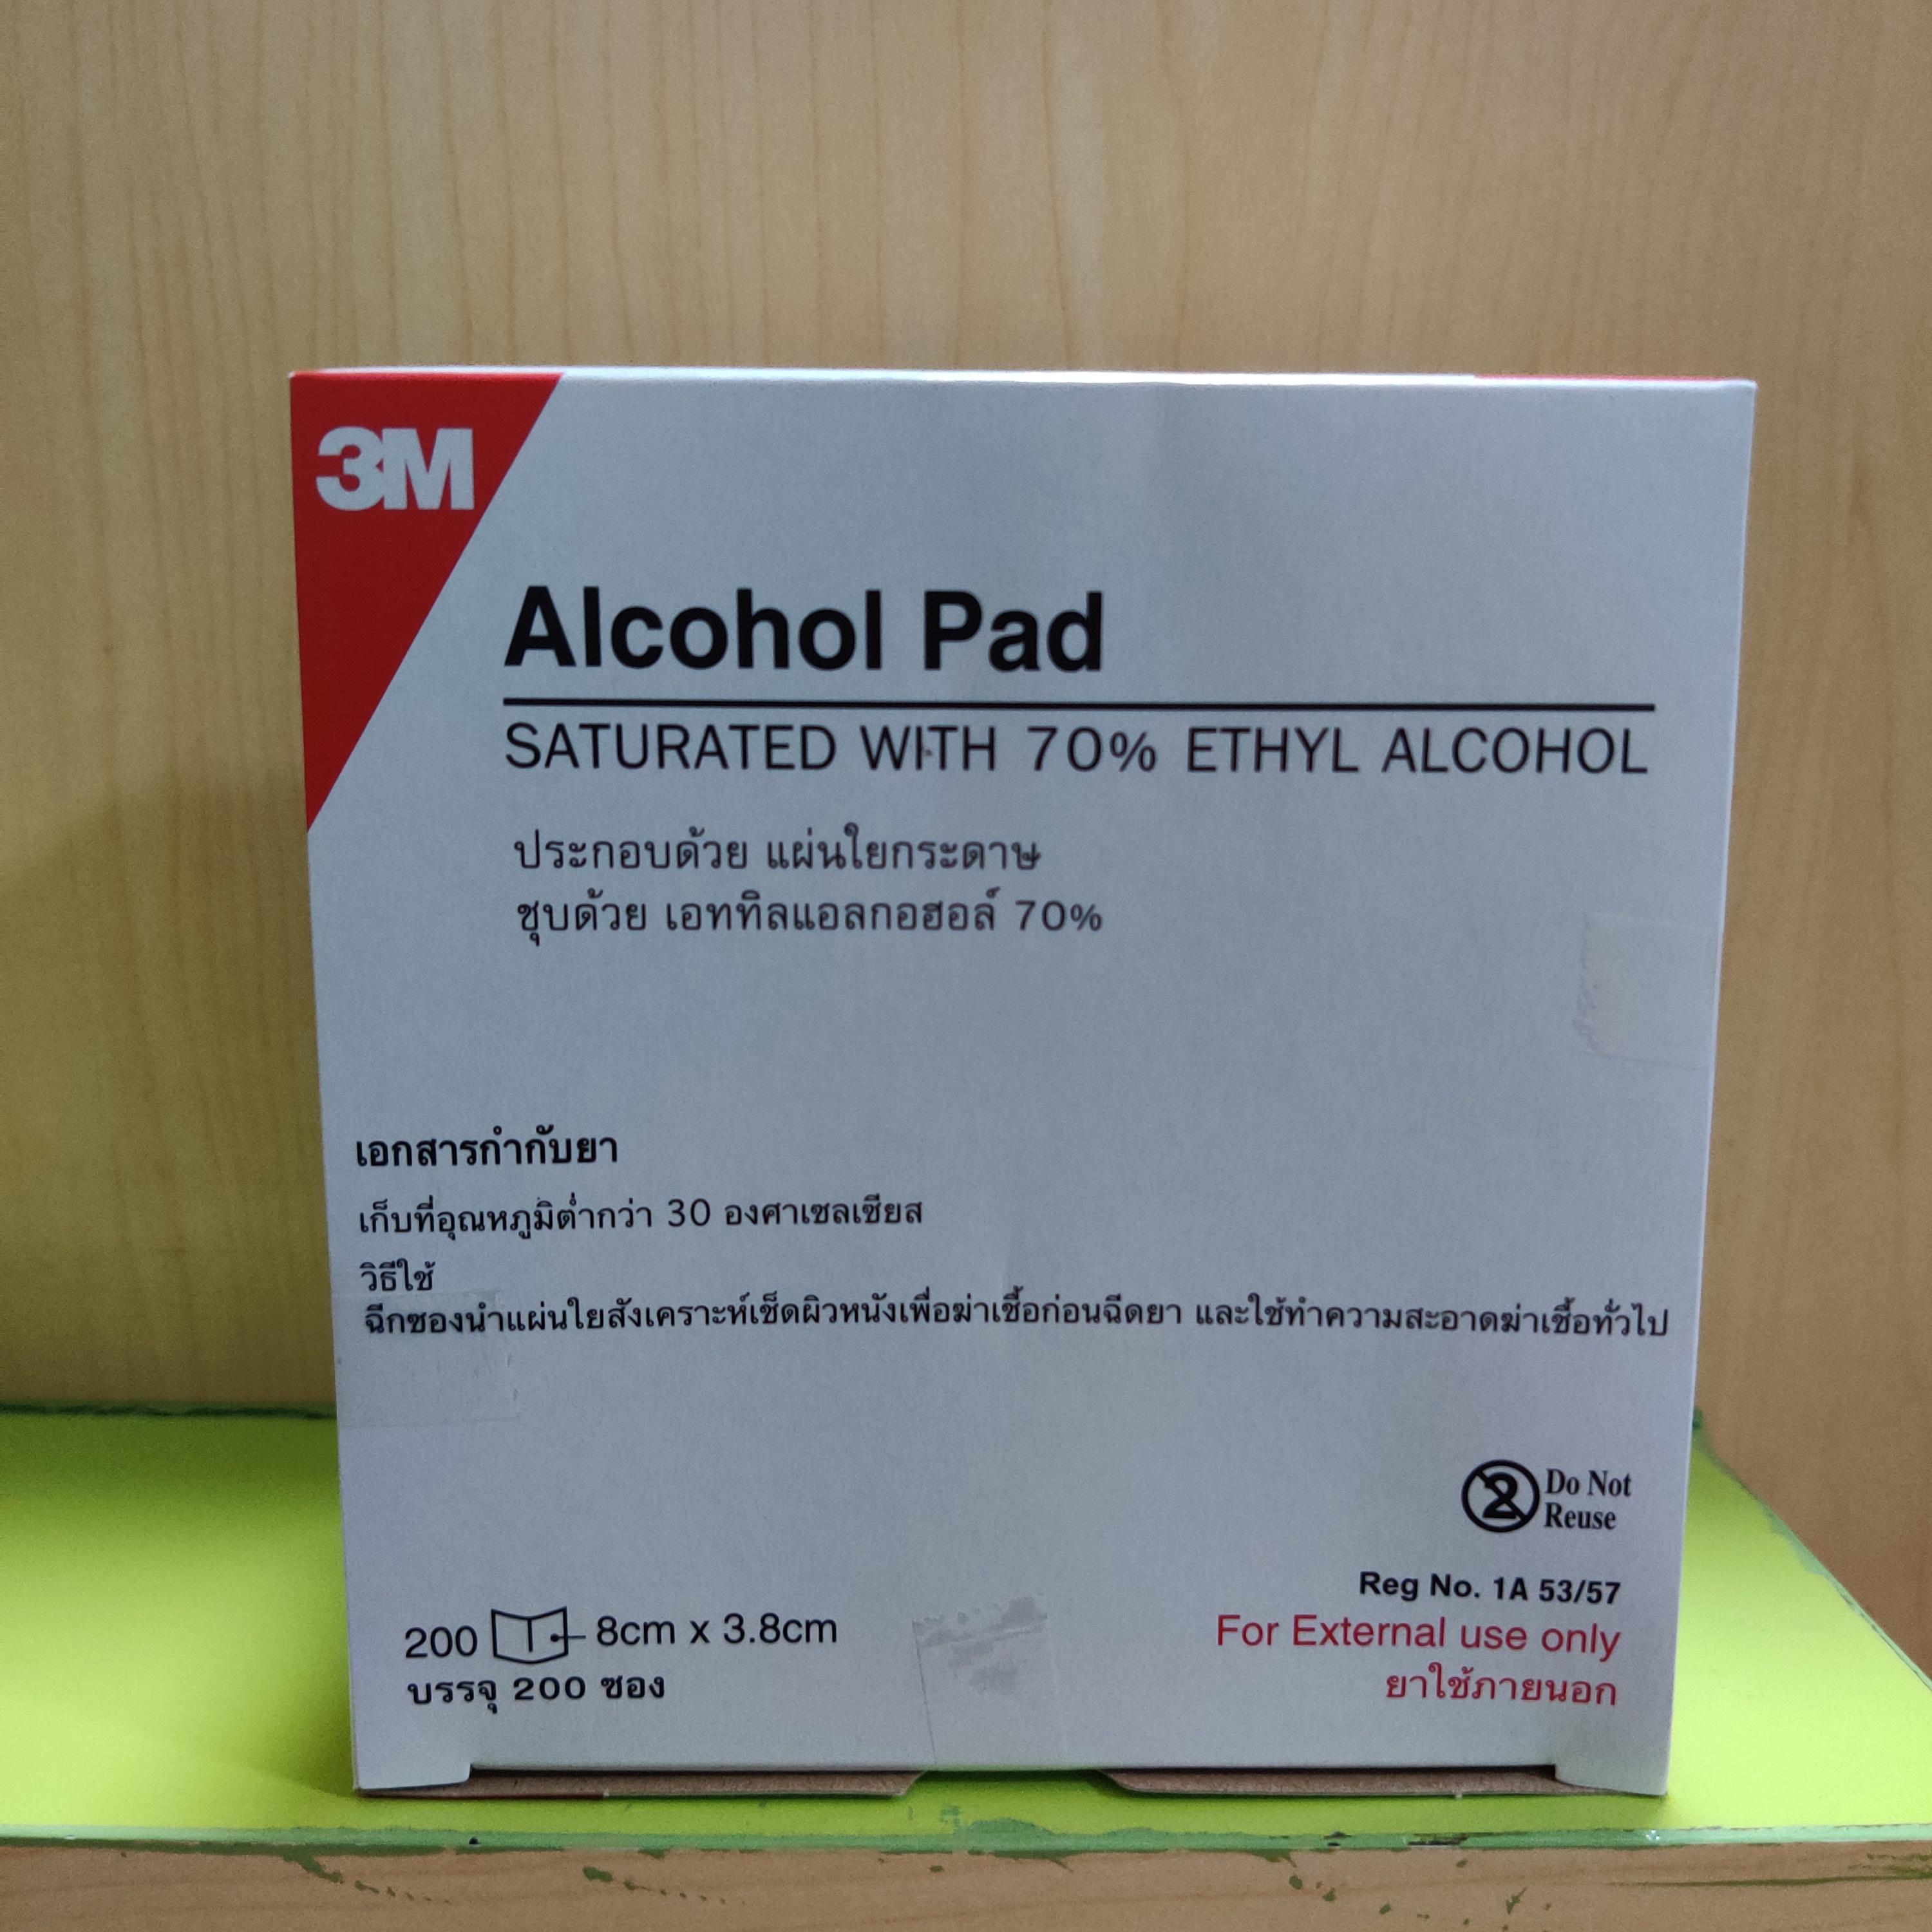 3M
Alcohol Pad
SATURATED WITH 70% ETHYL ALCOHOL
ประกอบด้วย แผ่นใยกระดาษ
ชุบด้วย เอททิลแอลกอฮอล์ 70%
เอกสารกำกับยา
เก็บที่อุณหภูมิต่ำกว่า 30 องศาเซลเซียส
วิธีใช้
ฉีกซองนำแผ่นใยสังเคราะห์เช็ดผิวหนังเพื่อฆ่าเชื้อก่อนฉีดยา และใช้ทำความสะอาดฆ่าเชื้อทั่วไป
2 Do Not
Reuse
Reg No. 1A 53/57
200 8cm x 3.8cm
For External use only
บรรจุ 200 ซอง
ยาใช้ภายนอก